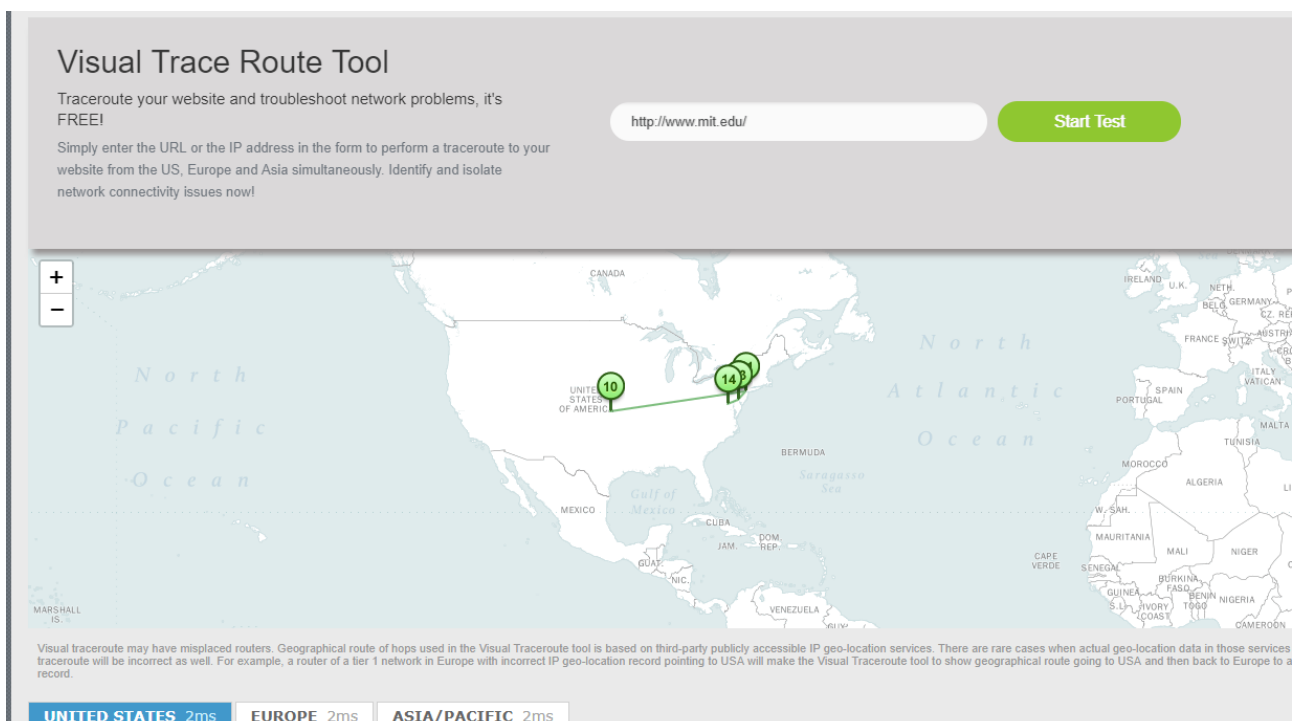 Visual Trace Route Tool
Traceroute your website and troubleshoot network problems, it's
FREE!
Simply enter the URL or the IP address in the form to perform a traceroute to your
website from the US, Europe and Asia simultaneously. Identify and isolate
network connectivity issues now!
http://www.mit.edu/
Start Test
+
−
CANADA
IRELAND
U.K.
NETH.
BELG.
GERMANY
FRANCE
SWITZ.
AUSTRI
ITALY
VATICAN
SPAIN
PORTUGAL
North
Pacific
Ocean
North
Atlantic
Ocean
10
14
UNITE
STATES
OF AMERIC
BERMUDA
Saragasso
Sea
MALTA
TUNISIA
MOROCCO
ALGERIA
Gulf of
Mexico
MEXICO
CUBA
JAM.
DOM.
REP.
GUAT.
NIC.
W. SAH.
MAURITANIA
MALI
NIGER
CAPE
VERDE
SENEGAL
BURKINA
FASO
GUINEA
BENIN
NIGERIA
S.L.
IVORY
COAST
TOGO
CAMEROON
MARSHALL
IS.
VENEZUELA
Visual traceroute may have misplaced routers. Geographical route of hops used in the Visual Traceroute tool is based on third-party publicly accessible IP geo-location services. There are rare cases when actual geo-location data in those services
traceroute will be incorrect as well. For example, a router of a tier 1 network in Europe with incorrect IP geo-location record pointing to USA will make the Visual Traceroute tool to show geographical route going to USA and then back to Europe to a
record.
UNITED STATES 2ms
EUROPE 2ms
ASIA/PACIFIC 2ms